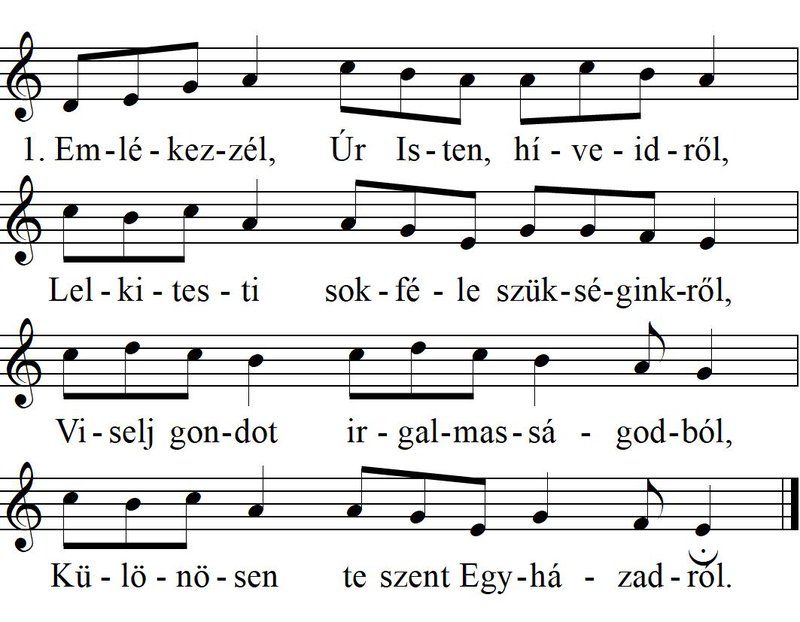 1. Em-lé-kez-zél, Úr Is-ten, hí-ve-id-ről,
Lel-ki-tes-ti sok-fé-le szük-sé-gink-ről,
Vi-selj gon-dot ir-gal-mas-sá-god-ból,
Kü-lö-nö-sen te szent Egy-há-zad-ról.